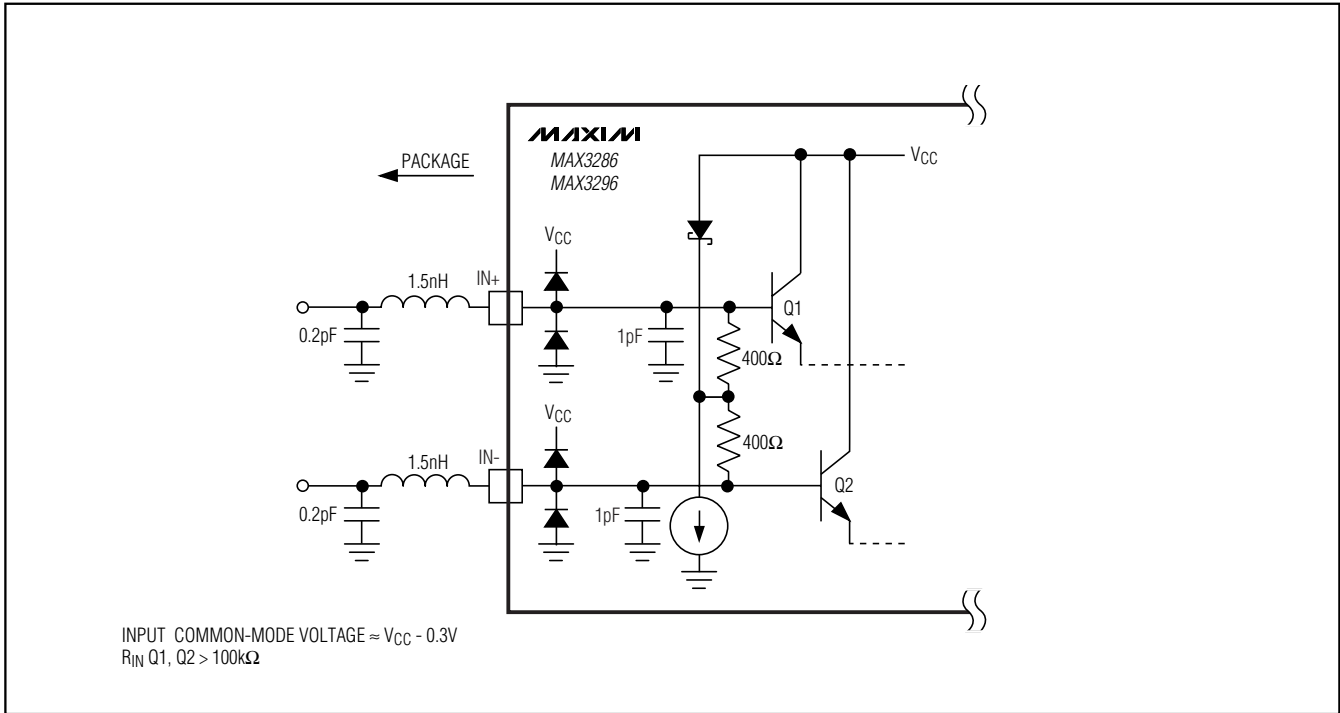 MAXIM
MAX3286
MAX3296
PACKAGE
VCC
VCC
1.5nH
IN+
0.2pF
1pF
Q1
400Ω
VCC
400Ω
1.5nH
IN-
0.2pF
1pF
Q2
INPUT COMMON-MODE VOLTAGE ≈ VCC - 0.3V
RIN Q1, Q2 > 100kΩ